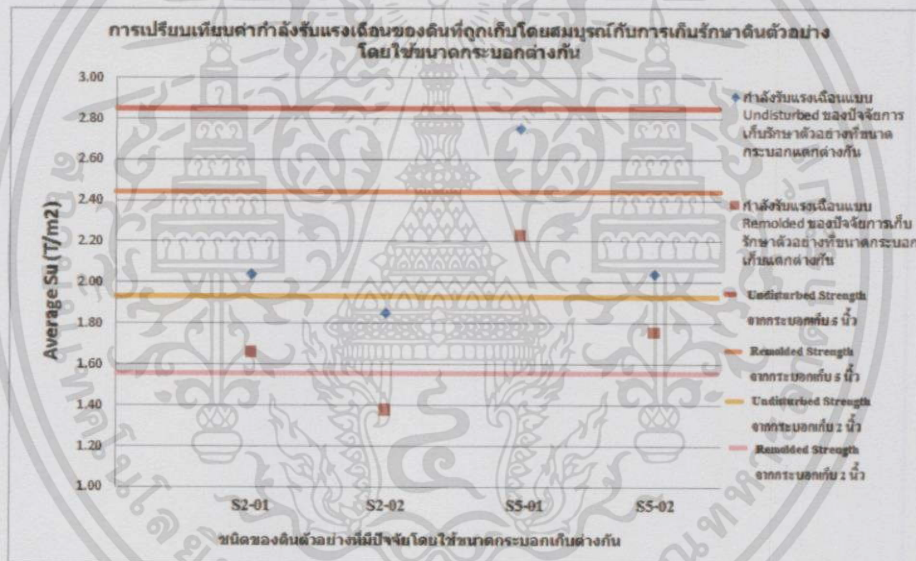 การเปรียบเทียบค่ากำลังรับแรงเฉือนของดินที่ถูกเก็บโดยสมบูรณ์กับการเก็บรักษาดินตัวอย่าง
โดยใช้ขนาดกระบอกต่างกัน
Average Su (T/m2)
3.00
2.80
2.60
2.40
2.20
2.00
1.80
1.60
1.40
1.20
1.00
S2-01 S2-02 S5-01 S5-02
ชนิดของดินตัวอย่างที่มีปัจจัยโดยใช้ขนาดกระบอกเก็บต่างกัน
กำลังรับแรงเฉือนแบบ
Undisturbed ของปัจจัยการ
เก็บรักษาตัวอย่างที่ขนาด
กระบอกแตกต่างกัน
กำลังรับแรงเฉือนแบบ
Remolded ของปัจจัยการเก็บ
รักษาตัวอย่างที่ขนาดกระบอก
เก็บแตกต่างกัน
Undisturbed Strength
จากกระบอกเก็บ 5 นิ้ว
Remolded Strength
จากกระบอกเก็บ 5 นิ้ว
Undisturbed Strength
จากกระบอกเก็บ 2 นิ้ว
Remolded Strength
จากกระบอกเก็บ 2 นิ้ว